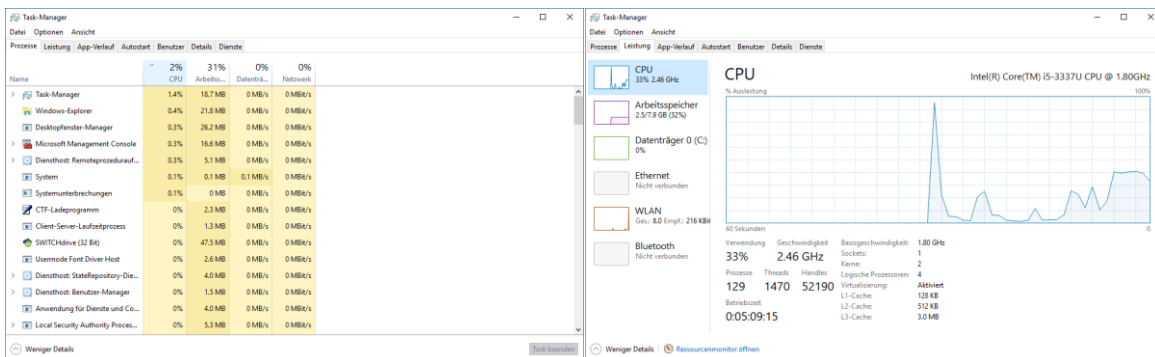 Task-Manager
Datei Optionen Ansicht
Prozesse Leistung App-Verlauf Autostart Benutzer Details Dienste
2% 31% 0% 0%
Name CPU Arbeitss... Datenträ... Netzwerk
Task-Manager 1.4% 18.7 MB 0 MB/s 0 MBit/s
Windows-Explorer 0.4% 21.8 MB 0 MB/s 0 MBit/s
Desktopfenster-Manager 0.3% 26.2 MB 0 MB/s 0 MBit/s
Microsoft Management Console 0.3% 16.6 MB 0 MB/s 0 MBit/s
Diensthost: Remoteprozeduraufr... 0.3% 5.1 MB 0 MB/s 0 MBit/s
System 0.1% 0.1 MB 0.1 MB/s 0 MBit/s
Systemunterbrechungen 0.1% 0 MB 0 MB/s 0 MBit/s
CTF-Ladeprogramm 0% 2.3 MB 0 MB/s 0 MBit/s
Client-Server-Laufzeitprozess 0% 1.3 MB 0 MB/s 0 MBit/s
SWITCHdrive (32 Bit) 0% 47.5 MB 0 MB/s 0 MBit/s
Usermode Font Driver Host 0% 2.6 MB 0 MB/s 0 MBit/s
Diensthost: StateRepository-Die... 0% 4.0 MB 0 MB/s 0 MBit/s
Diensthost: Benutzer-Manager 0% 1.5 MB 0 MB/s 0 MBit/s
Anwendung für Dienste und Co... 0% 4.0 MB 0 MB/s 0 MBit/s
Local Security Authority Proces... 0% 5.3 MB 0 MB/s 0 MBit/s
Weniger Details Task beenden
Task-Manager
Datei Optionen Ansicht
Prozesse Leistung App-Verlauf Autostart Benutzer Details Dienste
CPU
33% 2.46 GHz
Arbeitsspeicher
2.5/7.9 GB (32%)
Datenträger 0 (C:)
0%
Ethernet
Nicht verbunden
WLAN
Ges.: 8.0 Empf.: 216 KBit
Bluetooth
Nicht verbunden
CPU Intel(R) Core(TM) i5-3337U CPU @ 1.80GHz
% Auslastung 100%
60 Sekunden 0
Verwendung Geschwindigkeit
33% 2.46 GHz
Prozesse Threads Handles
129 1470 52190
Betriebszeit
0:05:09:15
Basisgeschwindigkeit: 1.80 GHz
Sockets: 1
Kerne: 2
Logische Prozessoren: 4
Virtualisierung: Aktiviert
L1-Cache: 128 KB
L2-Cache: 512 KB
L3-Cache: 3.0 MB
Weniger Details Ressourcenmonitor öffnen